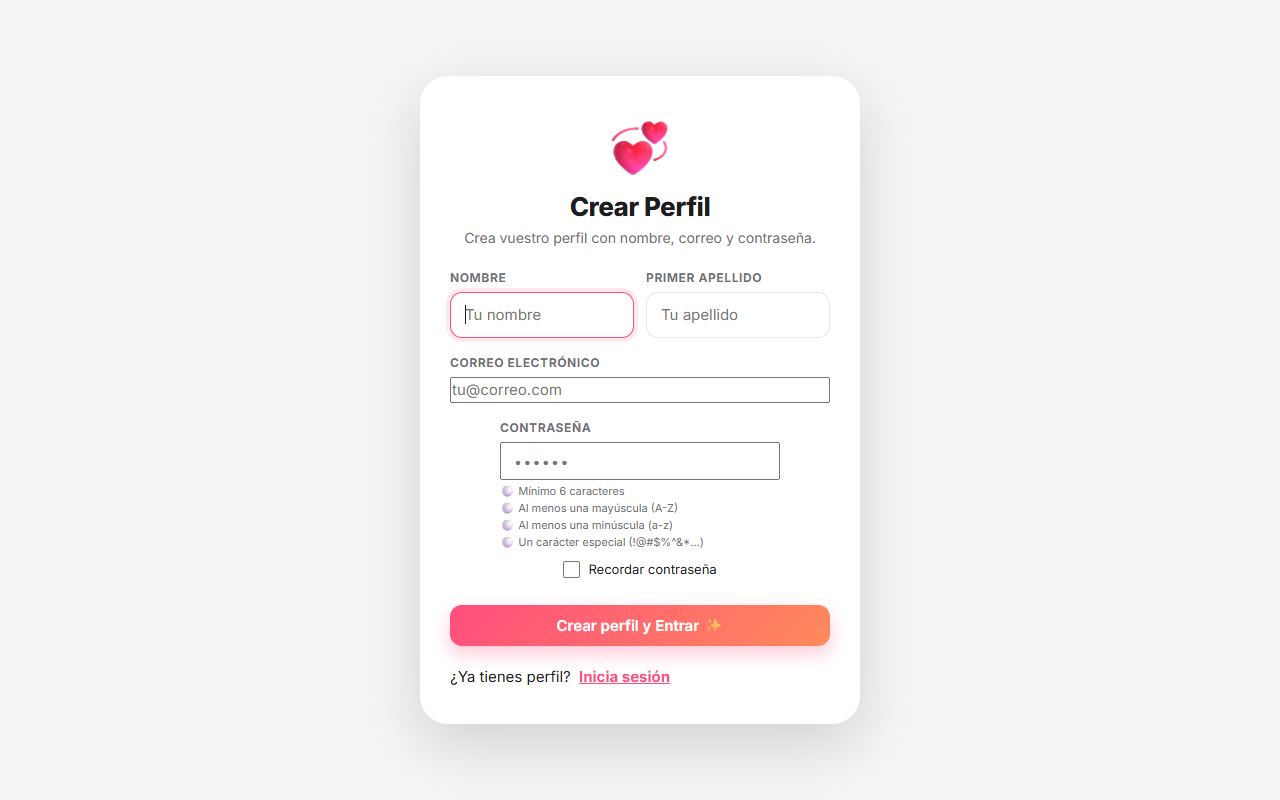 Crear Perfil
Crea vuestro perfil con nombre, correo y contraseña.
NOMBRE
PRIMER APELLIDO
Tu nombre
Tu apellido
CORREO ELECTRÓNICO
tu@correo.com
CONTRASEÑA
••••••
Mínimo 6 caracteres
Al menos una mayúscula (A-Z)
Al menos una minúscula (a-z)
Un carácter especial (!@#$%^&*...)
Recordar contraseña
Crear perfil y Entrar ✨
¿Ya tienes perfil? Inicia sesión